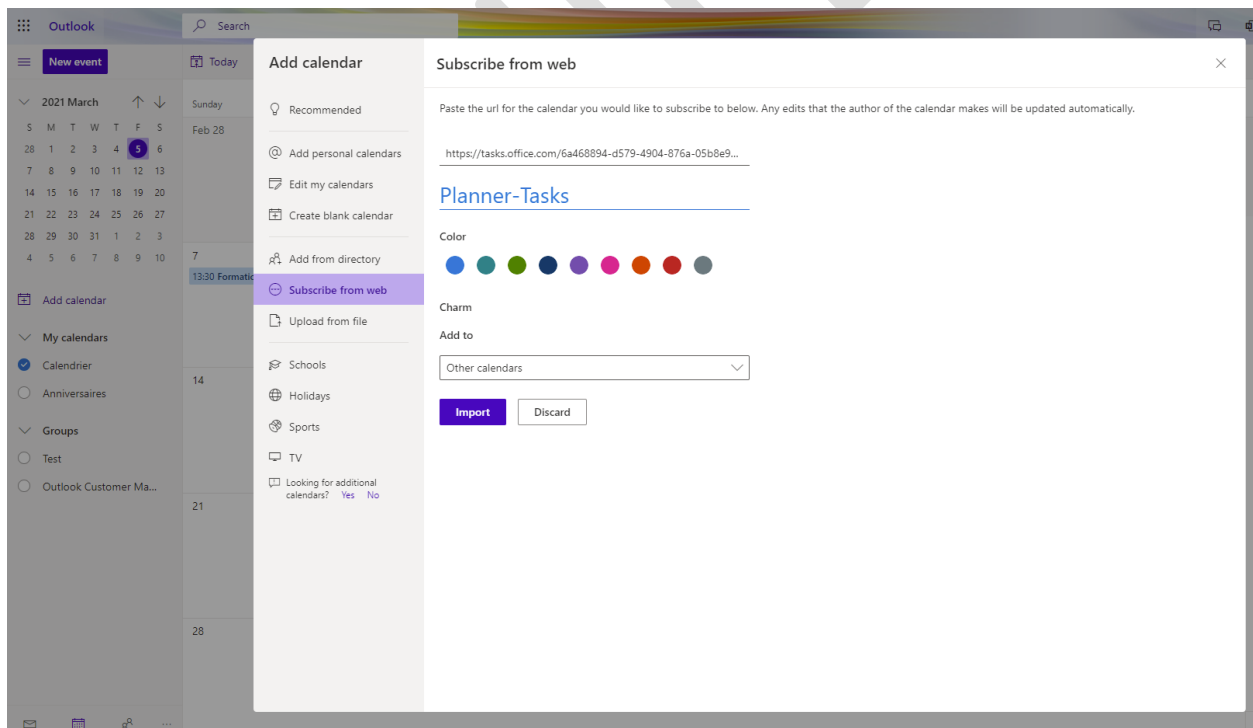 Outlook
Search
New event
Today
2021 March
S M T W T F S
28 1 2 3 4 5 6
7 8 9 10 11 12 13
14 15 16 17 18 19 20
21 22 23 24 25 26 27
28 29 30 31 1 2 3
4 5 6 7 8 9 10
Add calendar
My calendars
Calendrier
Anniversaires
Groups
Test
Outlook Customer Ma...
Sunday
Feb 28
7
13:30 Formatio
14
21
28
Add calendar
Recommended
Add personal calendars
Edit my calendars
Create blank calendar
Add from directory
Subscribe from web
Upload from file
Schools
Holidays
Sports
TV
Looking for additional
calendars? Yes No
Subscribe from web
Paste the url for the calendar you would like to subscribe to below. Any edits that the author of the calendar makes will be updated automatically.
https://tasks.office.com/6a468894-d579-4904-876a-05b8e9...
Planner-Tasks
Color
Charm
Add to
Other calendars
Import Discard